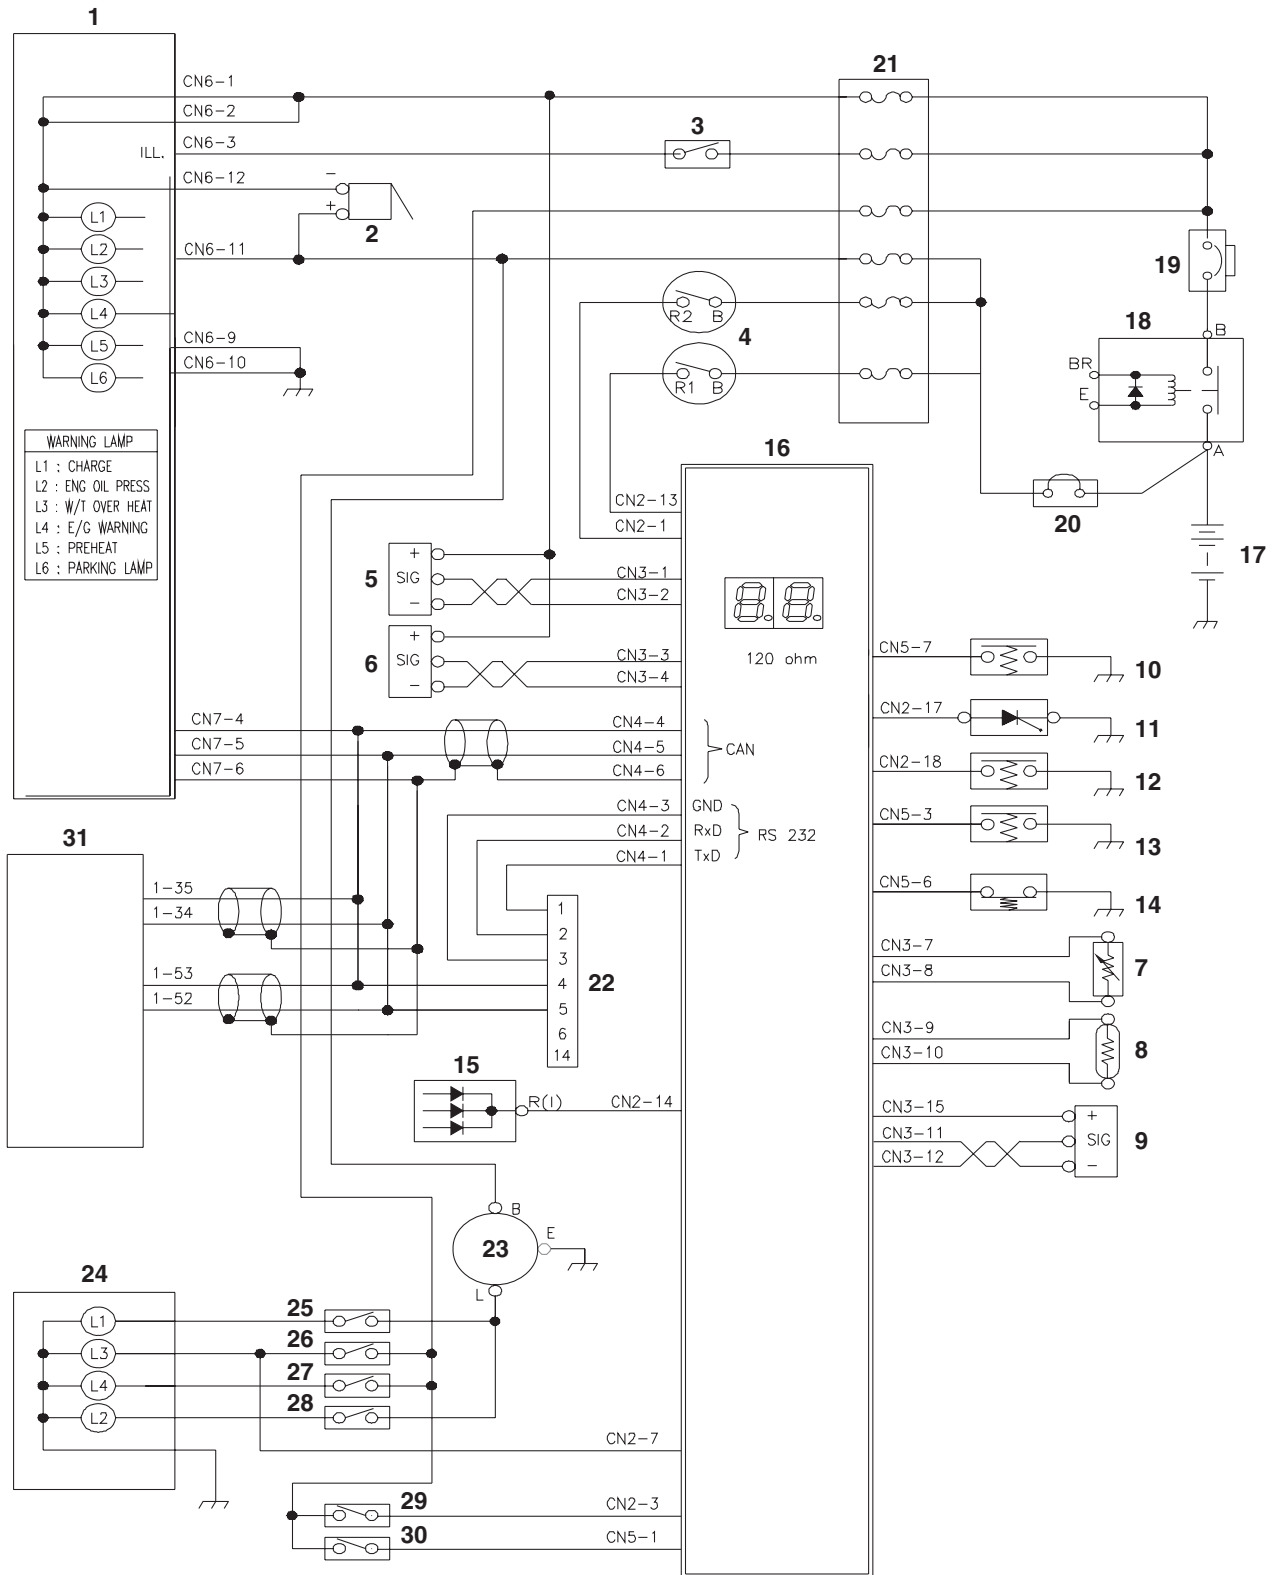 1
CN6-1
CN6-2
ILL.
CN6-3
CN6-12
-
+
2
L1
L2
CN6-11
L3
L4
L5
CN6-9
L6
CN6-10
WARNING LAMP
L1 : CHARGE
L2 : ENG OIL PRESS
L3 : W/T OVER HEAT
L4 : E/G WARNING
L5 : PREHEAT
L6 : PARKING LAMP
3
21
R2 B
4
R1 B
19
18
B
BR
E
A
20
17
16
CN2-13
CN2-1
5
+
SIG
-
CN3-1
CN3-2
6
+
SIG
-
CN3-3
CN3-4
120 ohm
CN7-4
CN7-5
CN7-6
CN4-4
CN4-5
CN4-6
CAN
CN4-3
CN4-2
CN4-1
GND
RxD
TxD
RS 232
CN5-7
10
CN2-17
11
CN2-18
12
CN5-3
13
CN5-6
14
CN3-7
CN3-8
7
CN3-9
CN3-10
8
CN3-15
CN3-11
CN3-12
+
SIG
-
9
31
1-35
1-34
1-53
1-52
1
2
3
4
5
6
14
22
15
R(I)
CN2-14
B
23
E
L
24
L1
L3
L4
L2
25
26
27
28
CN2-7
29
CN2-3
30
CN5-1